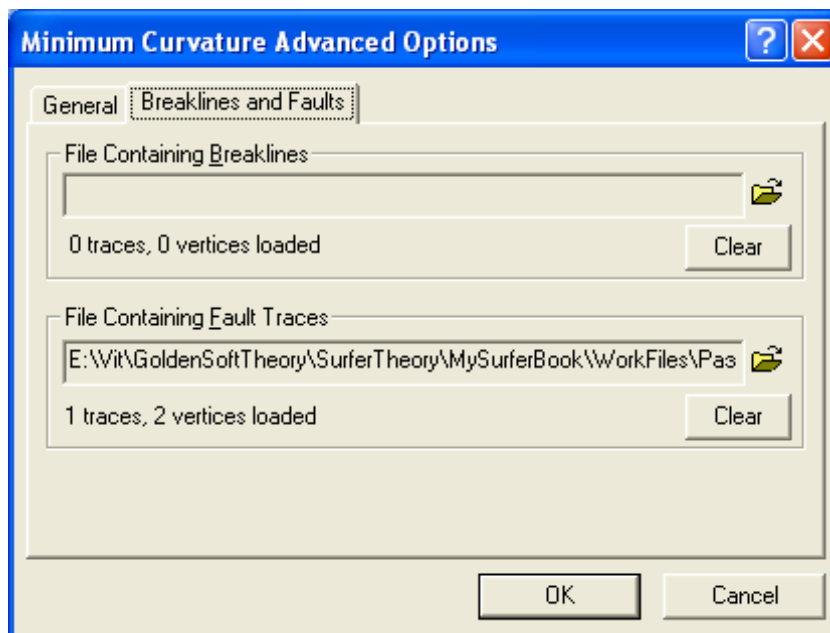 Minimum Curvature Advanced Options
General
Breaklines and Faults
File Containing Breaklines
0 traces, 0 vertices loaded
Clear
File Containing Fault Traces
E:\Vit\GoldenSoftTheory\SurferTheory\MySurferBook\WorkFiles\Раз
1 traces, 2 vertices loaded
Clear
OK
Cancel